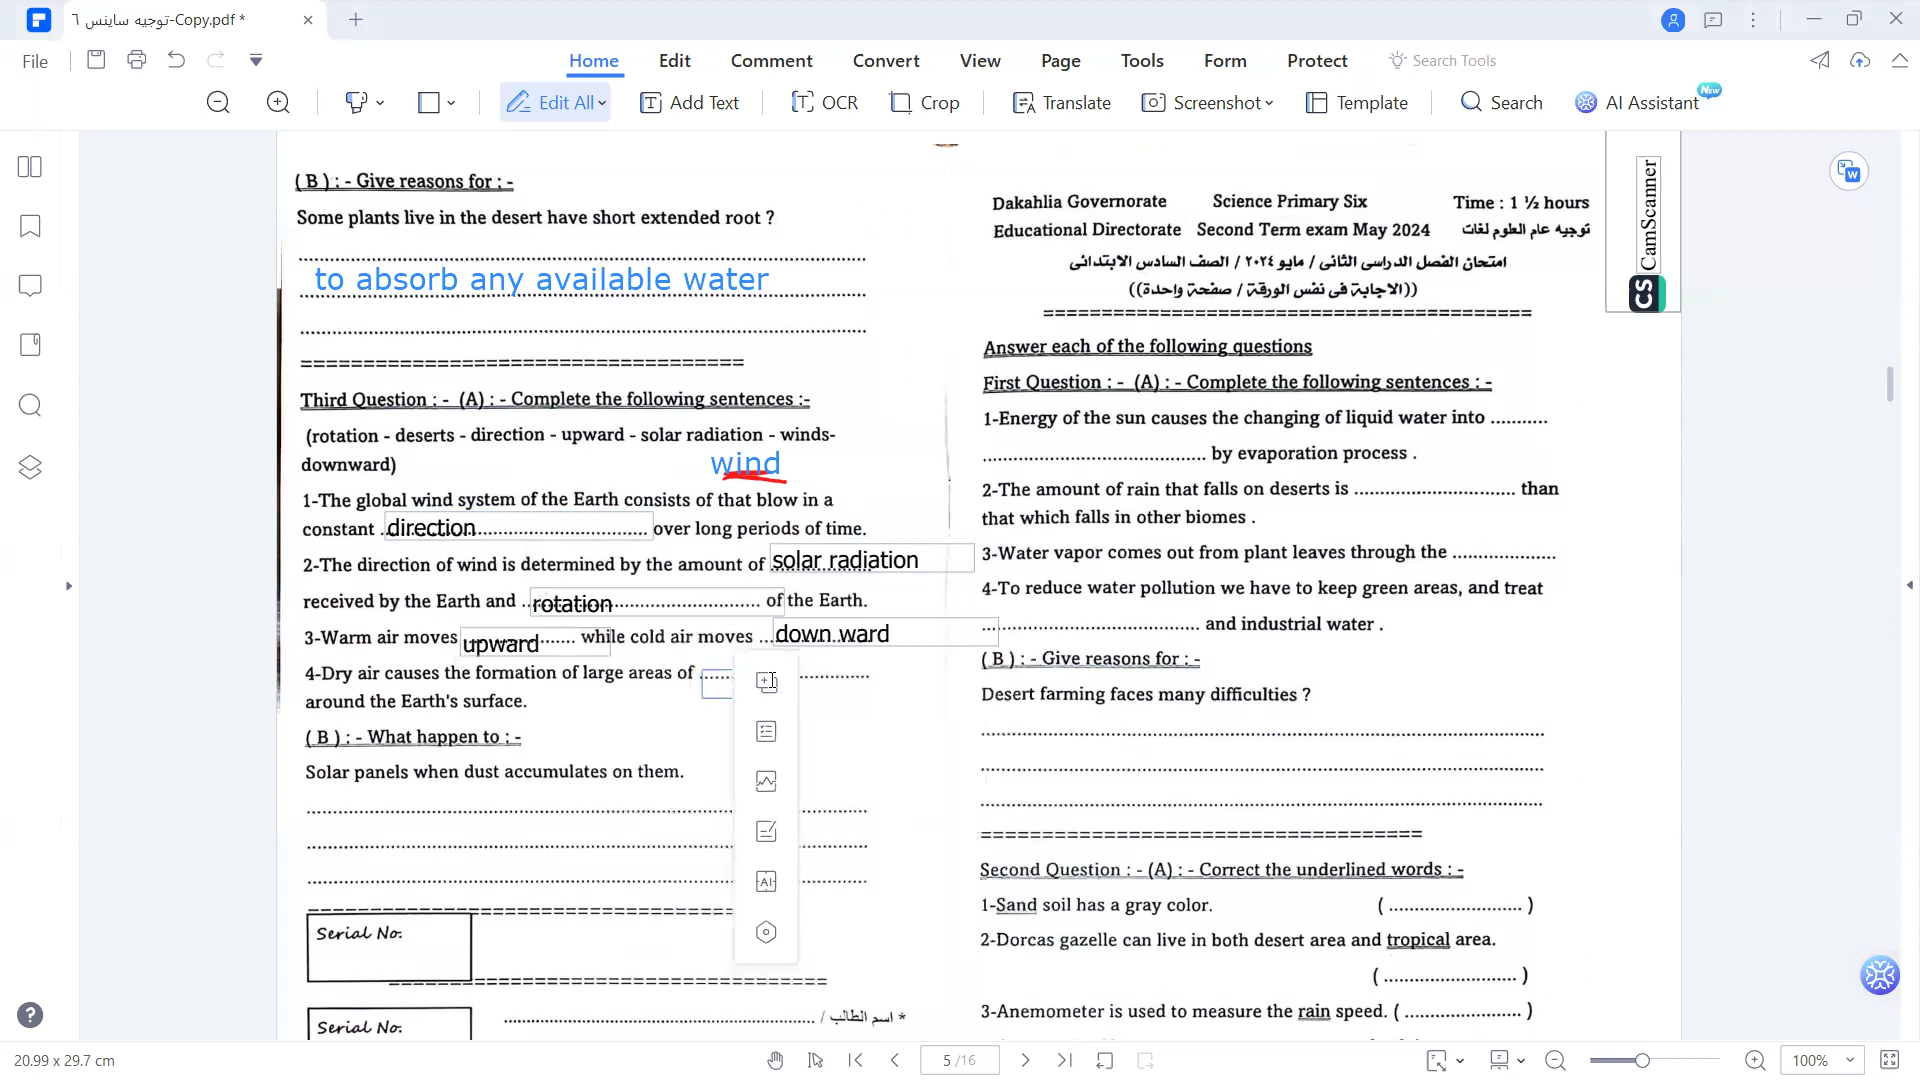 توجيه ساينس ٦-Copy.pdf *
File
Home
Edit
Comment
Convert
View
Page
Tools
Form
Protect
Search Tools
Edit All
Add Text
OCR
Crop
Translate
Screenshot
Template
Search
AI Assistant
New
( B ) : - Give reasons for : -
Some plants live in the desert have short extended root ?
to absorb any available water
Third Question : - (A) : - Complete the following sentences :-
(rotation - deserts - direction - upward - solar radiation - winds-
downward)
wind
1-The global wind system of the Earth consists of that blow in a
constant direction over long periods of time.
2-The direction of wind is determined by the amount of solar radiation
received by the Earth and rotation of the Earth.
3-Warm air moves upward while cold air moves down ward
4-Dry air causes the formation of large areas of
around the Earth's surface.
( B ) : - What happen to : -
Solar panels when dust accumulates on them.
Serial No.
Serial No.
* اسم الطالب /
Dakahlia Governorate Science Primary Six Time : 1 ½ hours
Educational Directorate Second Term exam May 2024 توجيه عام العلوم لغات
امتحان الفصل الدراسى الثانى / مايو ٢٠٢٤ / الصف السادس الابتدائى
((الاجابة فى نفس الورقة / صفحة واحدة))
Answer each of the following questions
First Question : - (A) : - Complete the following sentences : -
1-Energy of the sun causes the changing of liquid water into ...........
by evaporation process .
2-The amount of rain that falls on deserts is ................................ than
that which falls in other biomes .
3-Water vapor comes out from plant leaves through the ....................
4-To reduce water pollution we have to keep green areas, and treat
and industrial water .
( B ) : - Give reasons for : -
Desert farming faces many difficulties ?
Second Question : - (A) : - Correct the underlined words : -
1-Sand soil has a gray color. ( .......................... )
2-Dorcas gazelle can live in both desert area and tropical area.
( .......................... )
3-Anemometer is used to measure the rain speed. ( ....................... )
CamScanner
CS
20.99 x 29.7 cm
5 /16
100%